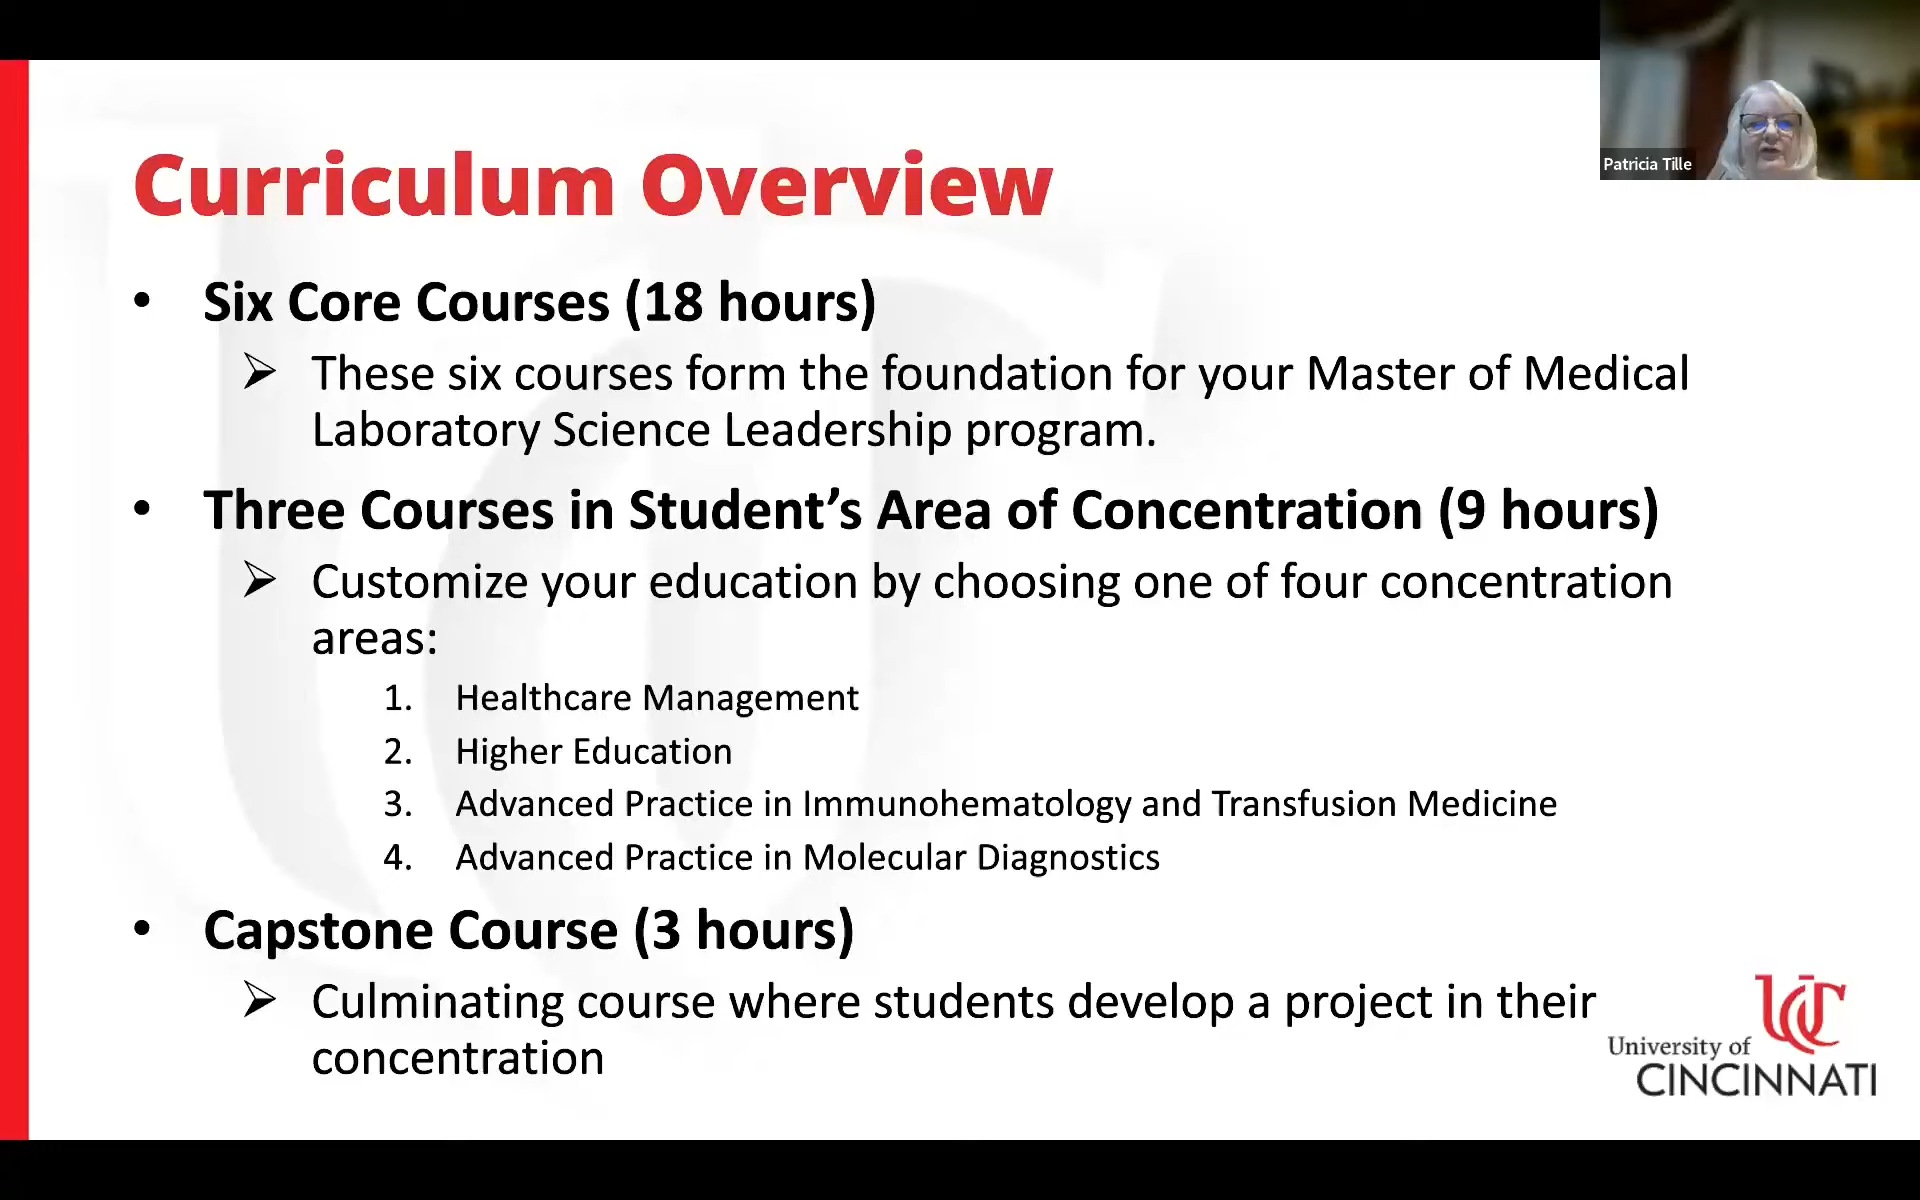 Patricia Tille
Curriculum Overview
• Six Core Courses (18 hours)
➢ These six courses form the foundation for your Master of Medical
Laboratory Science Leadership program.
• Three Courses in Student’s Area of Concentration (9 hours)
➢ Customize your education by choosing one of four concentration
areas:
1. Healthcare Management
2. Higher Education
3. Advanced Practice in Immunohematology and Transfusion Medicine
4. Advanced Practice in Molecular Diagnostics
• Capstone Course (3 hours)
➢ Culminating course where students develop a project in their
concentration
UC
University of
CINCINNATI